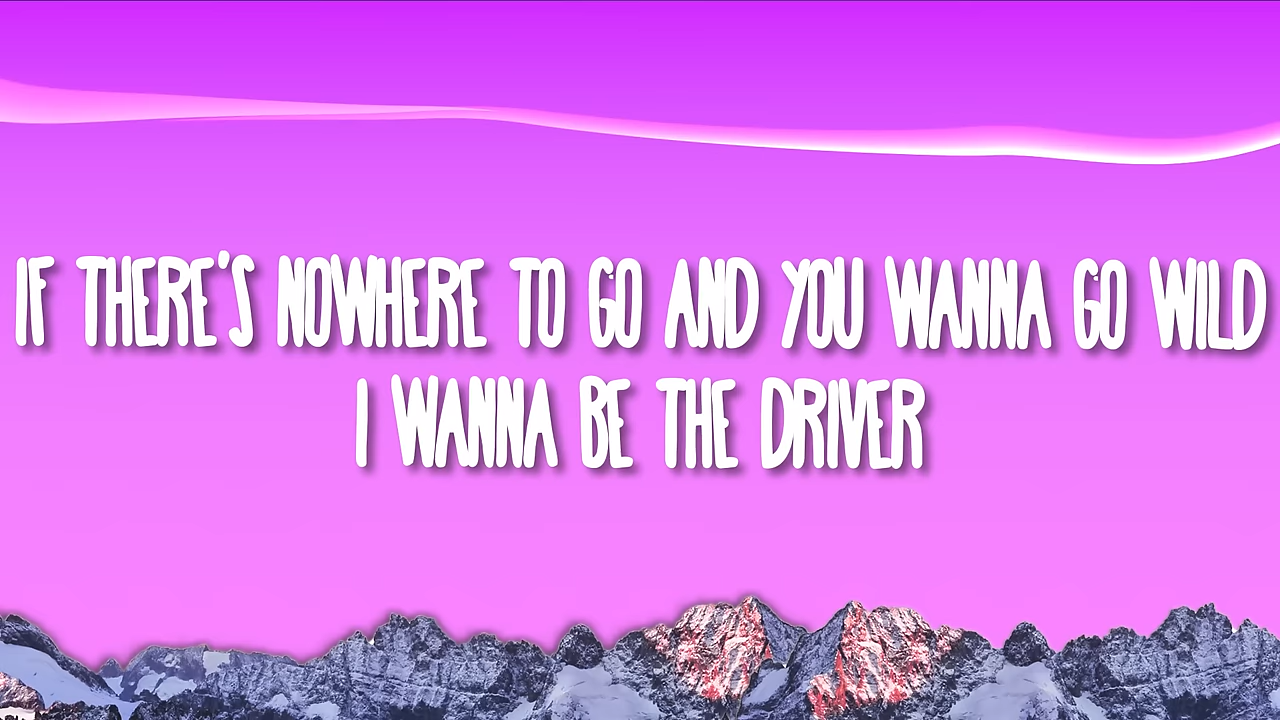 IF THERE'S NOWHERE TO GO AND YOU WANNA GO WILD
I WANNA BE THE DRIVER